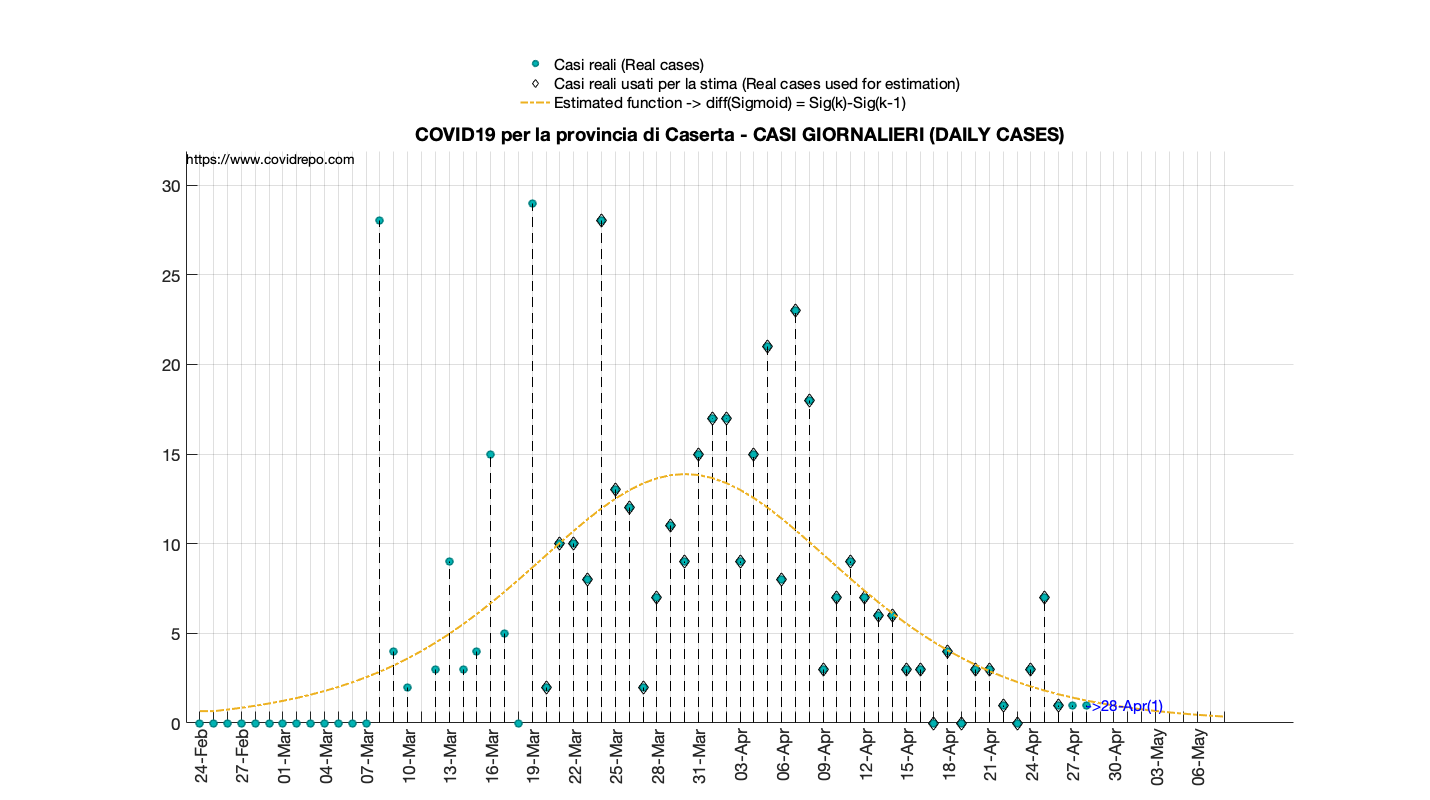 Casi reali (Real cases)
Casi reali usati per la stima (Real cases used for estimation)
Estimated function -> diff(Sigmoid) = Sig(k)-Sig(k-1)
COVID19 per la provincia di Caserta - CASI GIORNALIERI (DAILY CASES)
https://www.covidrepo.com
30
25
20
15
10
5
0
->28-Apr(1)
24-Feb
27-Feb
01-Mar
04-Mar
07-Mar
10-Mar
13-Mar
16-Mar
19-Mar
22-Mar
25-Mar
28-Mar
31-Mar
03-Apr
06-Apr
09-Apr
12-Apr
15-Apr
18-Apr
21-Apr
24-Apr
27-Apr
30-Apr
03-May
06-May